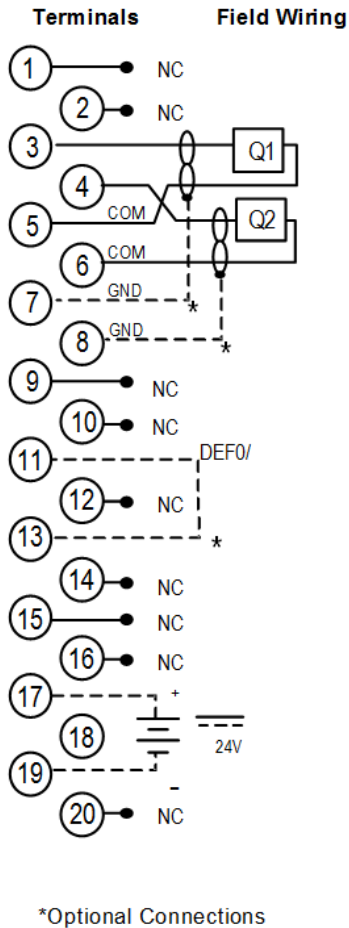 Terminals Field Wiring
1 NC
2 NC
3 Q1
4 Q2
5 COM
6 COM
7 GND *
8 GND *
9 NC
10 NC
11 DEF0/
12 NC
13 *
14 NC
15 NC
16 NC
17 +
18 24V
19 -
20 NC
*Optional Connections